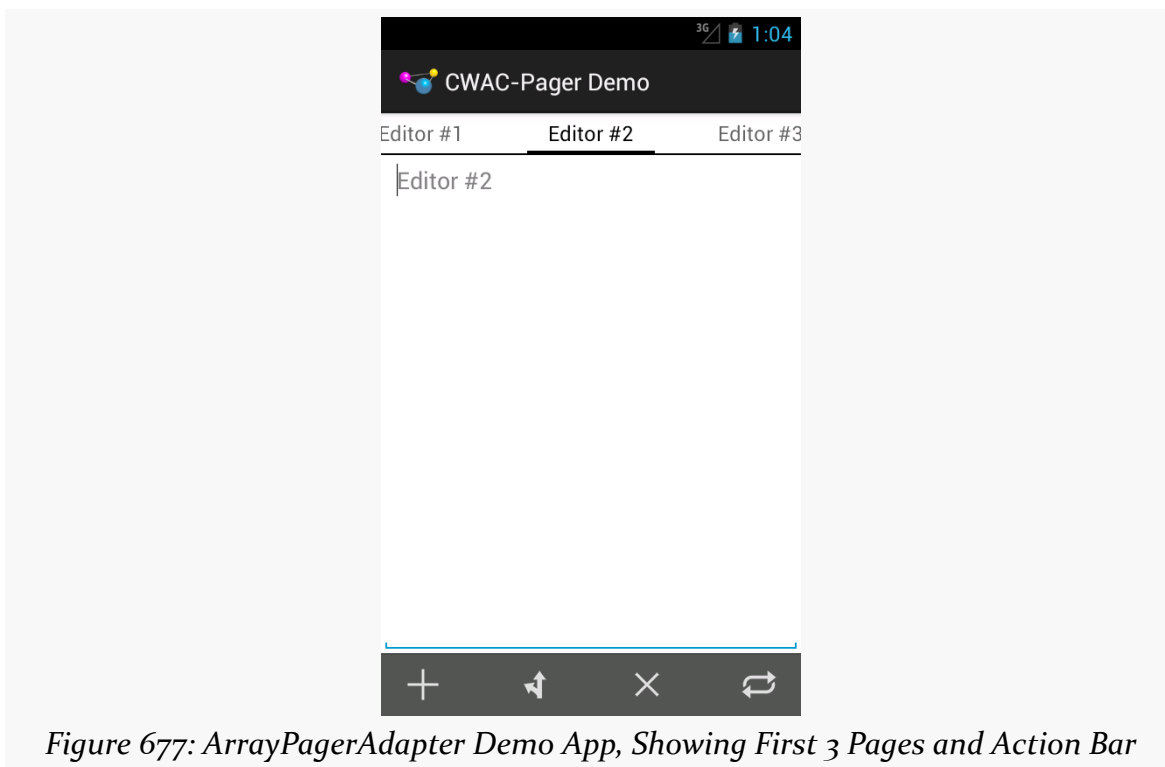 3G 1:04
CWAC-Pager Demo
Editor #1 Editor #2 Editor #3
Editor #2
Figure 677: ArrayPagerAdapter Demo App, Showing First 3 Pages and Action Bar